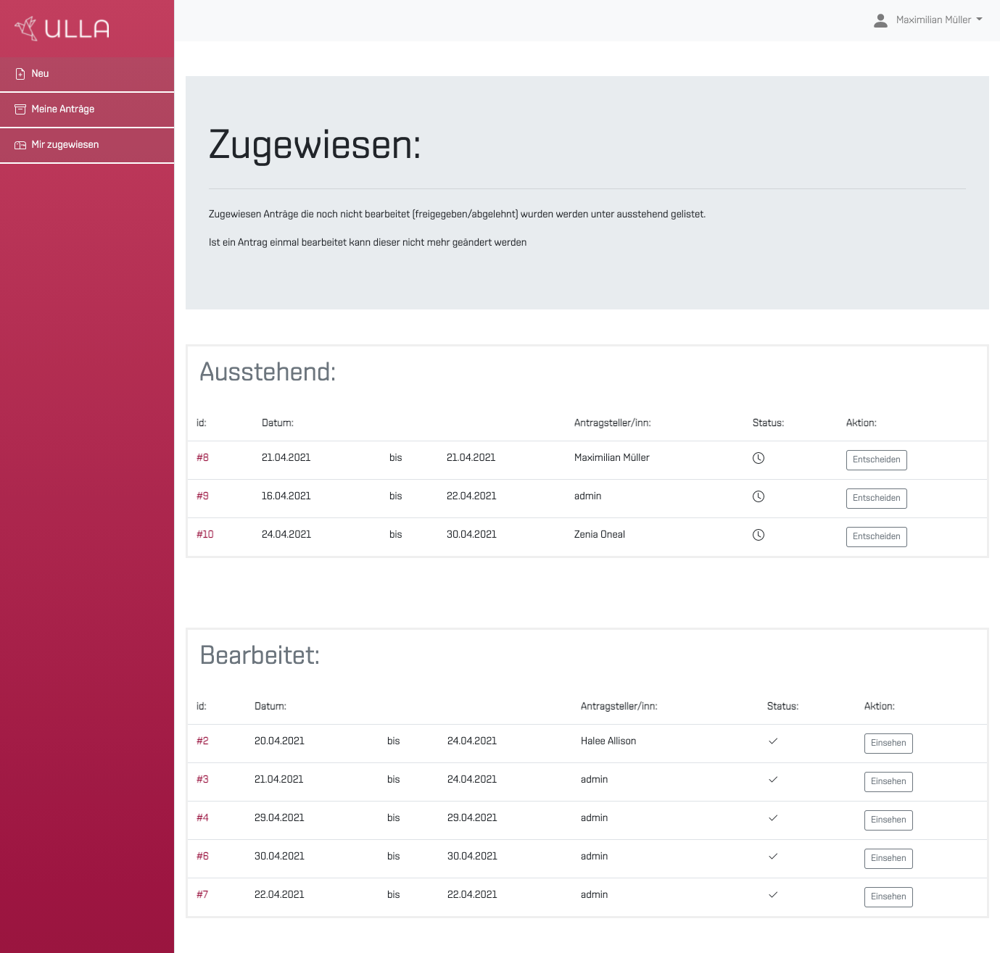 ULLA
Maximilian Müller
Neu
Meine Anträge
Mir zugewiesen
Zugewiesen:
Zugewiesen Anträge die noch nicht bearbeitet (freigegeben/abgelehnt) wurden werden unter ausstehend gelistet.
Ist ein Antrag einmal bearbeitet kann dieser nicht mehr geändert werden
Ausstehend:
id: Datum: Antragsteller/inn: Status: Aktion:
#8 21.04.2021 bis 21.04.2021 Maximilian Müller Entscheiden
#9 16.04.2021 bis 22.04.2021 admin Entscheiden
#10 24.04.2021 bis 30.04.2021 Zenia Oneal Entscheiden
Bearbeitet:
id: Datum: Antragsteller/inn: Status: Aktion:
#2 20.04.2021 bis 24.04.2021 Halee Allison Einsehen
#3 21.04.2021 bis 24.04.2021 admin Einsehen
#4 29.04.2021 bis 29.04.2021 admin Einsehen
#6 30.04.2021 bis 30.04.2021 admin Einsehen
#7 22.04.2021 bis 22.04.2021 admin Einsehen